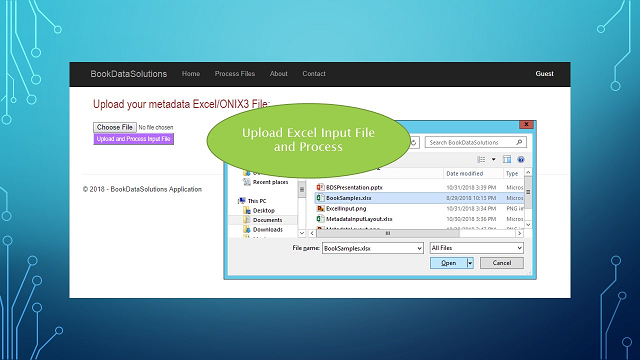 BookDataSolutions Home Process Files About Contact Guest
Upload your metadata Excel/ONIX3 File:
Choose File No file chosen
Upload and Process Input File
© 2018 - BookDataSolutions Application
Upload Excel Input File
and Process
Search BookDataSolutions
Date modified Type
Recent places
This PC
Desktop
Documents
Downloads
BDSPresentation.pptx 10/31/2018 3:39 PM Micros
BookSamples.xlsx 8/29/2018 10:13 PM Micros
ExcelInput.png 10/31/2018 3:34 PM PNG im
MetadataInputLayout.xlsx 10/30/2018 3:36 PM Micros
File name: BookSamples.xlsx All Files
Open Cancel